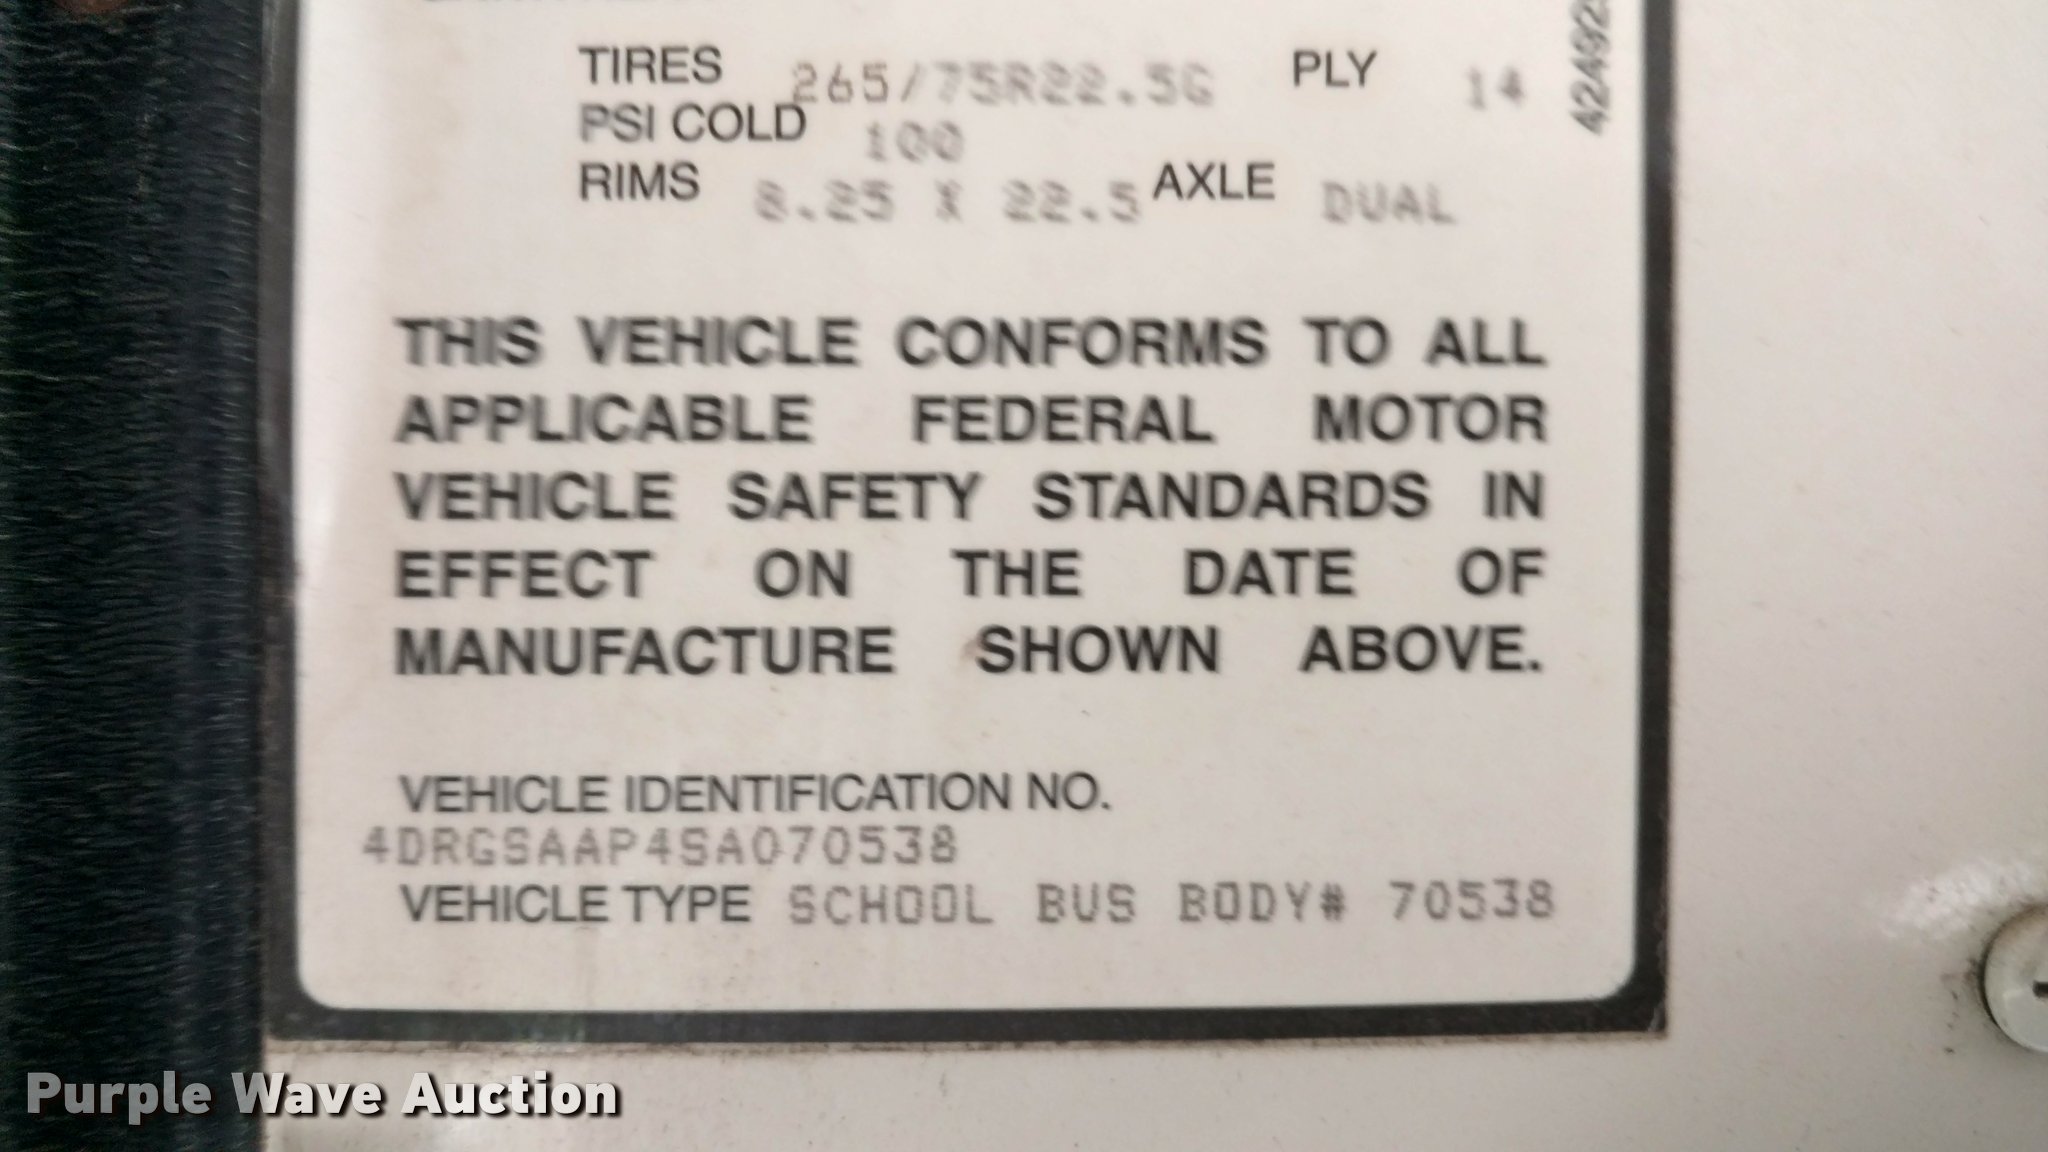 TIRES 265/75R22.5G PLY 14
PSI COLD 100
RIMS 8.25 X 22.5 AXLE DUAL
THIS VEHICLE CONFORMS TO ALL
APPLICABLE FEDERAL MOTOR
VEHICLE SAFETY STANDARDS IN
EFFECT ON THE DATE OF
MANUFACTURE SHOWN ABOVE.
VEHICLE IDENTIFICATION NO.
4DRGSAAP4SA070538
VEHICLE TYPE SCHOOL BUS BODY# 70538
Purple Wave Auction